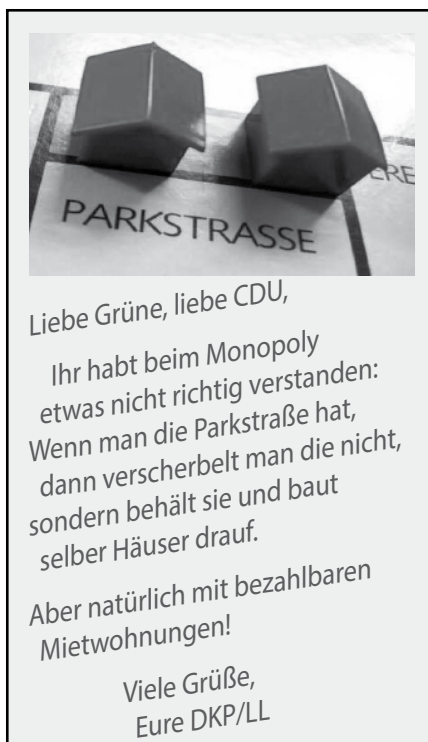 PARKSTRASSE
ERE
Liebe Grüne, liebe CDU,
Ihr habt beim Monopoly
etwas nicht richtig verstanden:
Wenn man die Parkstraße hat,
dann verscherbelt man die nicht,
sondern behält sie und baut
selber Häuser drauf.
Aber natürlich mit bezahlbaren
Mietwohnungen!
Viele Grüße,
Eure DKP/LL